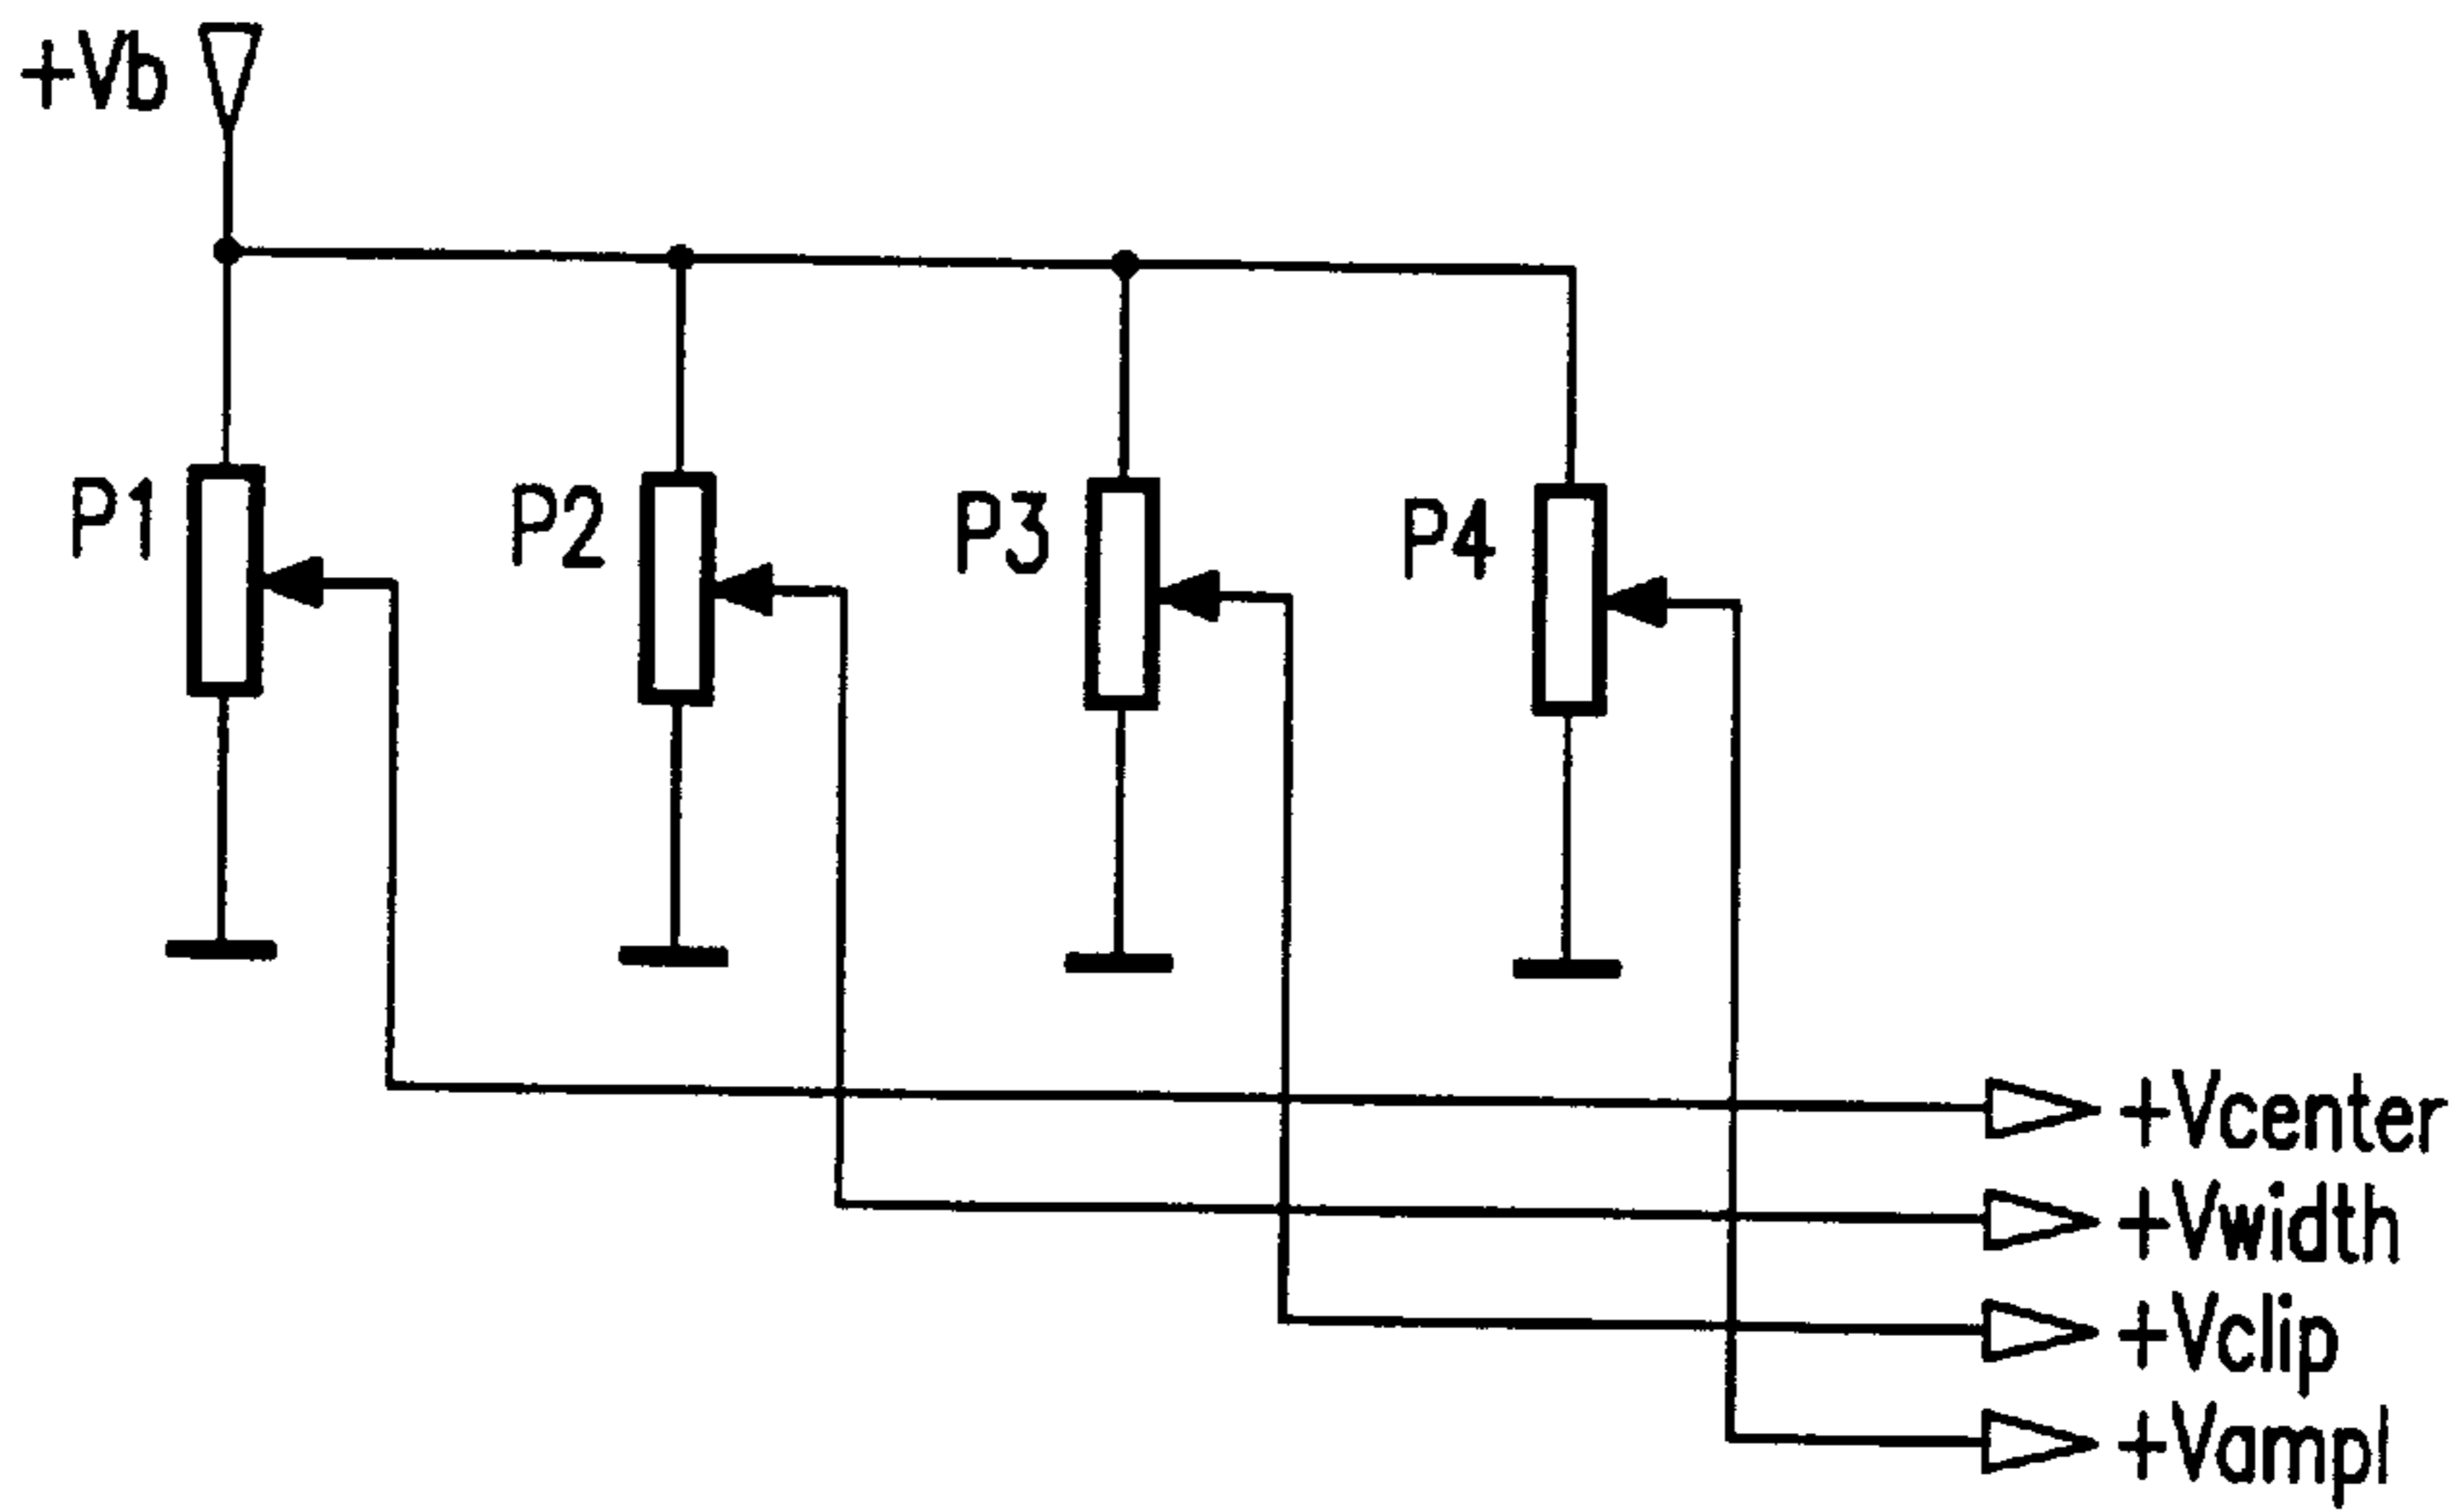 +Vb
P1
P2
P3
P4
+Vcenter
+Vwidth
+Vclip
+Vampl